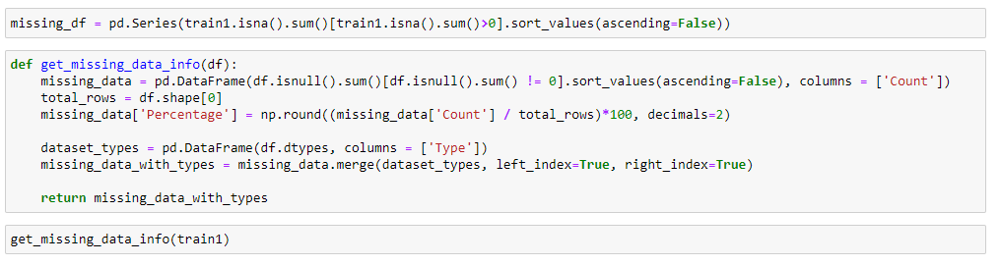 missing_df = pd.Series(train1.isna().sum()[train1.isna().sum()>0].sort_values(ascending=False))
def get_missing_data_info(df):
    missing_data = pd.DataFrame(df.isnull().sum()[df.isnull().sum() != 0].sort_values(ascending=False), columns = ['Count'])
    total_rows = df.shape[0]
    missing_data['Percentage'] = np.round((missing_data['Count'] / total_rows)*100, decimals=2)
    dataset_types = pd.DataFrame(df.dtypes, columns = ['Type'])
    missing_data_with_types = missing_data.merge(dataset_types, left_index=True, right_index=True)
    return missing_data_with_types
get_missing_data_info(train1)